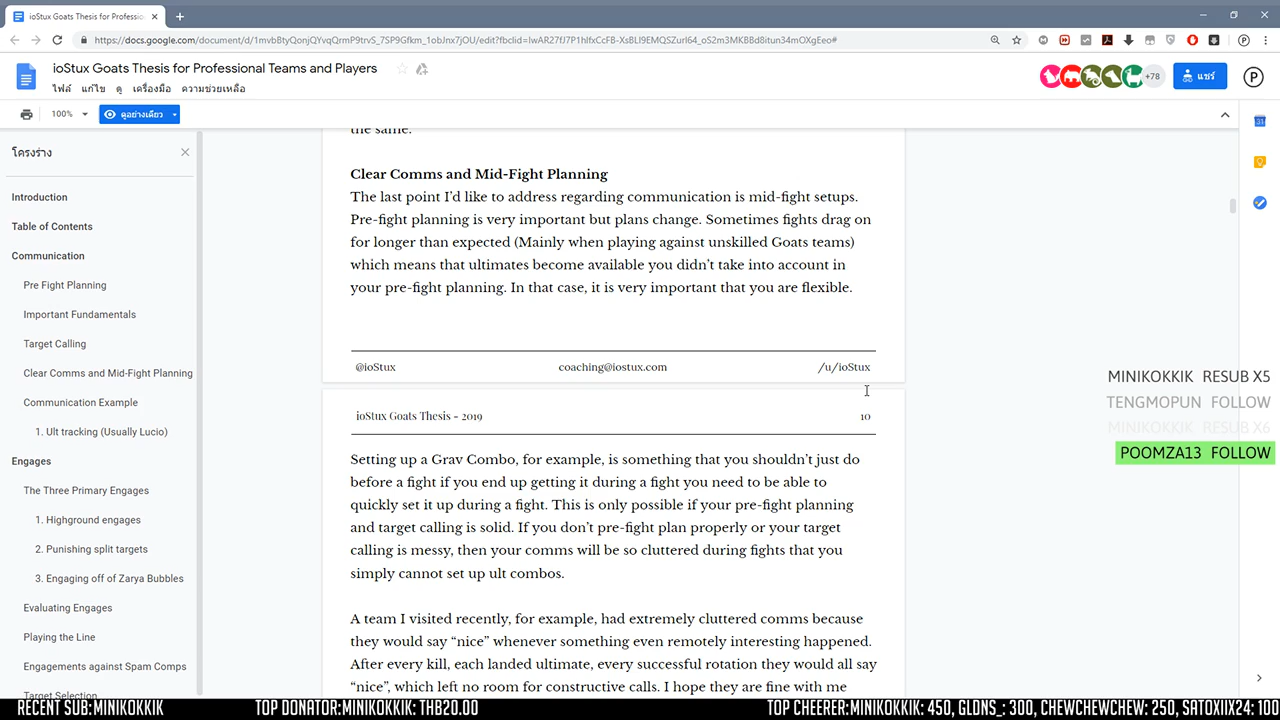 ioStux Goats Thesis for Professio
https://docs.google.com/document/d/1mvbBtyQonjQYvqQrmP9trvS_7SP9Gfkm_1obJnx7jOU/edit?fbclid=
ioStux Goats Thesis for Professional Teams and Players
+78
แชร์
P
ไฟล์ แก้ไข ดู เครื่องมือ ความช่วยเหลือ
100%
ดูอย่างเดียว
โครงร่าง
Introduction
Table of Contents
Communication
Pre Fight Planning
Important Fundamentals
Target Calling
Clear Comms and Mid-Fight Planning
Communication Example
1. Ult tracking (Usually Lucio)
Engages
The Three Primary Engages
1. Highground engages
2. Punishing split targets
3. Engaging off of Zarya Bubbles
Evaluating Engages
Playing the Line
Engagements against Spam Comps
Target Selection
the same.
Clear Comms and Mid-Fight Planning
The last point I'd like to address regarding communication is mid-fight setups.
Pre-fight planning is very important but plans change. Sometimes fights drag on
for longer than expected (Mainly when playing against unskilled Goats teams)
which means that ultimates become available you didn't take into account in
your pre-fight planning. In that case, it is very important that you are flexible.
@ioStux coaching@iostux.com /u/ioStux
ioStux Goats Thesis - 2019 10
Setting up a Grav Combo, for example, is something that you shouldn't just do
before a fight if you end up getting it during a fight you need to be able to
quickly set it up during a fight. This is only possible if your pre-fight planning
and target calling is solid. If you don't pre-fight plan properly or your target
calling is messy, then your comms will be so cluttered during fights that you
simply cannot set up ult combos.
A team I visited recently, for example, had extremely cluttered comms because
they would say “nice” whenever something even remotely interesting happened.
After every kill, each landed ultimate, every successful rotation they would all say
“nice”, which left no room for constructive calls. I hope they are fine with me
MINIKOKKIK RESUB X5
TENGMOPUN FOLLOW
MINIKOKKIK RESUB X6
POOMZA13 FOLLOW
RECENT SUB:MINIKOKKIK TOP DONATOR:MINIKOKKIK: THB20.00 TOP CHEERER:MINIKOKKIK: 450, GLDNS_: 300, CHEWCHEWCHEW: 250, SATOXIIX24: 100